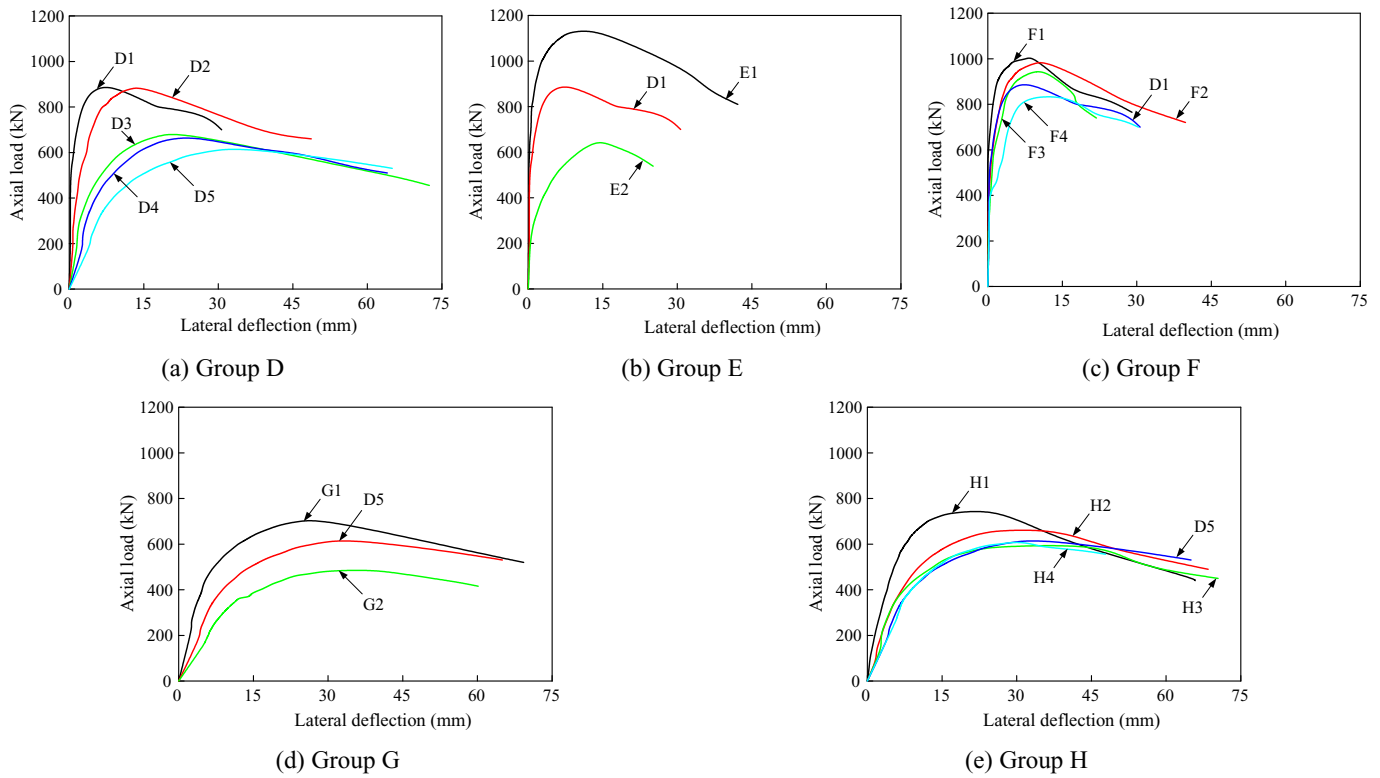 1200
1000
800
600
400
200
0
Axial load (kN)
D1
D2
D3
D4
D5
0 15 30 45 60 75
Lateral deflection (mm)
(a) Group D
1200
1000
800
600
400
200
0
Axial load (kN)
E1
D1
E2
0 15 30 45 60 75
Lateral deflection (mm)
(b) Group E
1200
1000
800
600
400
200
0
Axial load (kN)
F1
D1
F2
F4
F3
0 15 30 45 60 75
Lateral deflection (mm)
(c) Group F
1200
1000
800
600
400
200
0
Axial load (kN)
G1
D5
G2
0 15 30 45 60 75
Lateral deflection (mm)
(d) Group G
1200
1000
800
600
400
200
0
Axial load (kN)
H1
H2
D5
H4
H3
0 15 30 45 60 75
Lateral deflection (mm)
(e) Group H